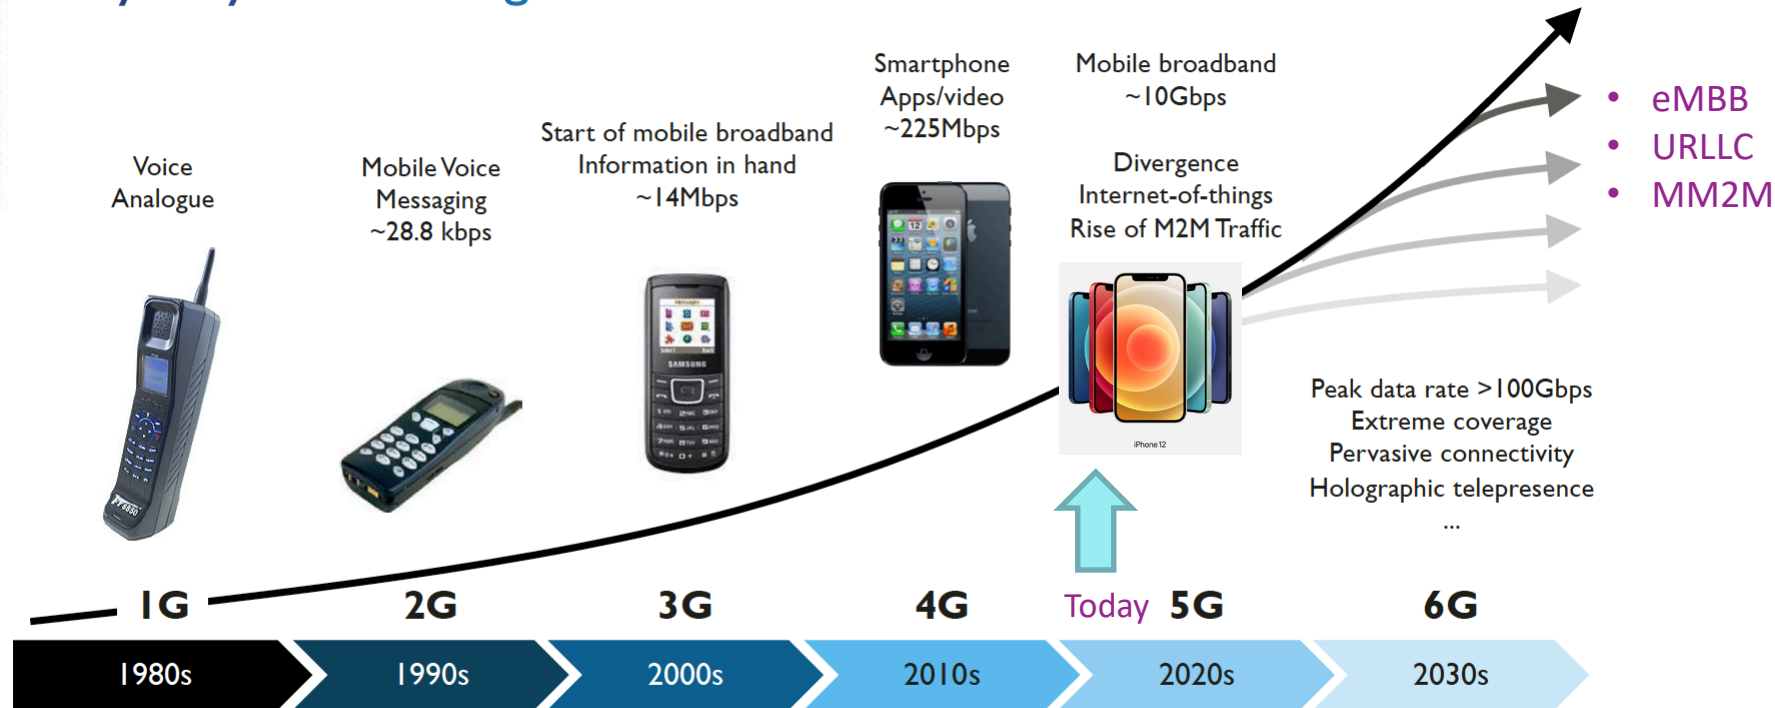 Voice
Analogue
Mobile Voice
Messaging
~28.8 kbps
Start of mobile broadband
Information in hand
~14Mbps
Smartphone
Apps/video
~225Mbps
Mobile broadband
~10Gbps
Divergence
Internet-of-things
Rise of M2M Traffic
• eMBB
• URLLC
• MM2M
SAMSUNG
iPhone 12
Peak data rate >100Gbps
Extreme coverage
Pervasive connectivity
Holographic telepresence
...
1G
2G
3G
4G
Today
5G
6G
1980s
1990s
2000s
2010s
2020s
2030s